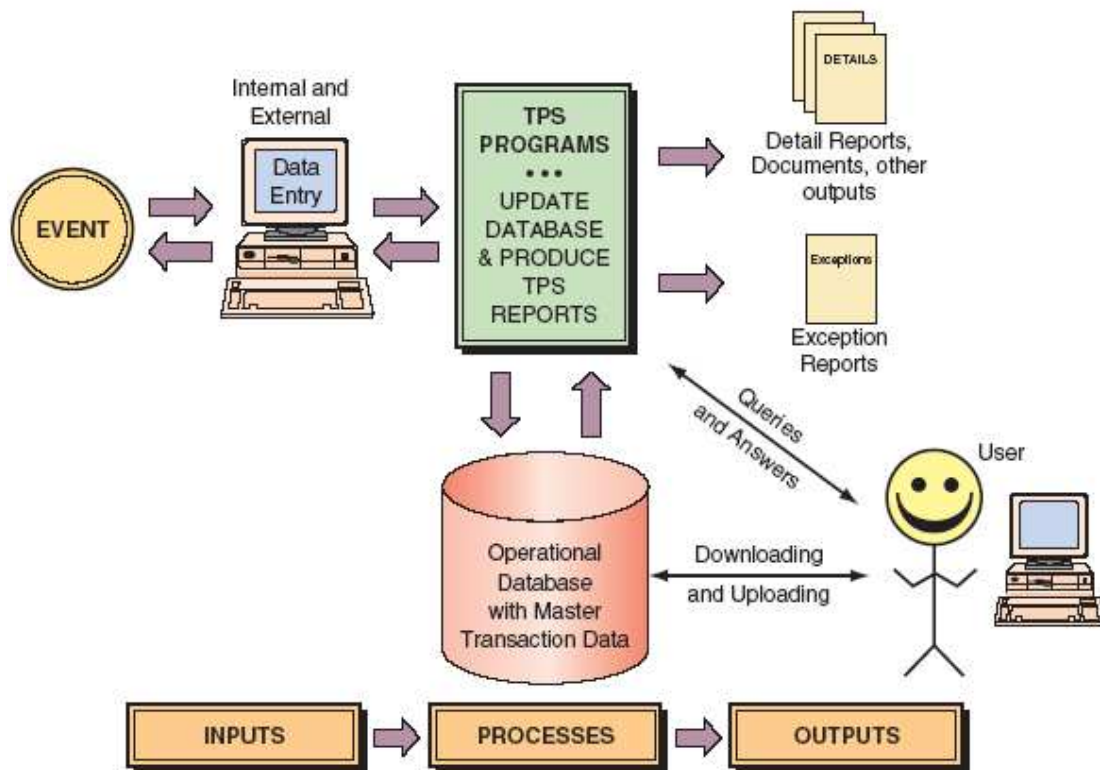 DETAILS
Detail Reports,
Documents, other
outputs
Internal and
External
Data
Entry
EVENT
TPS
PROGRAMS
• • •
UPDATE
DATABASE
& PRODUCE
TPS
REPORTS
Exceptions
Exception
Reports
Queries
and Answers
User
Operational
Database
with Master
Transaction Data
Downloading
and Uploading
INPUTS
PROCESSES
OUTPUTS